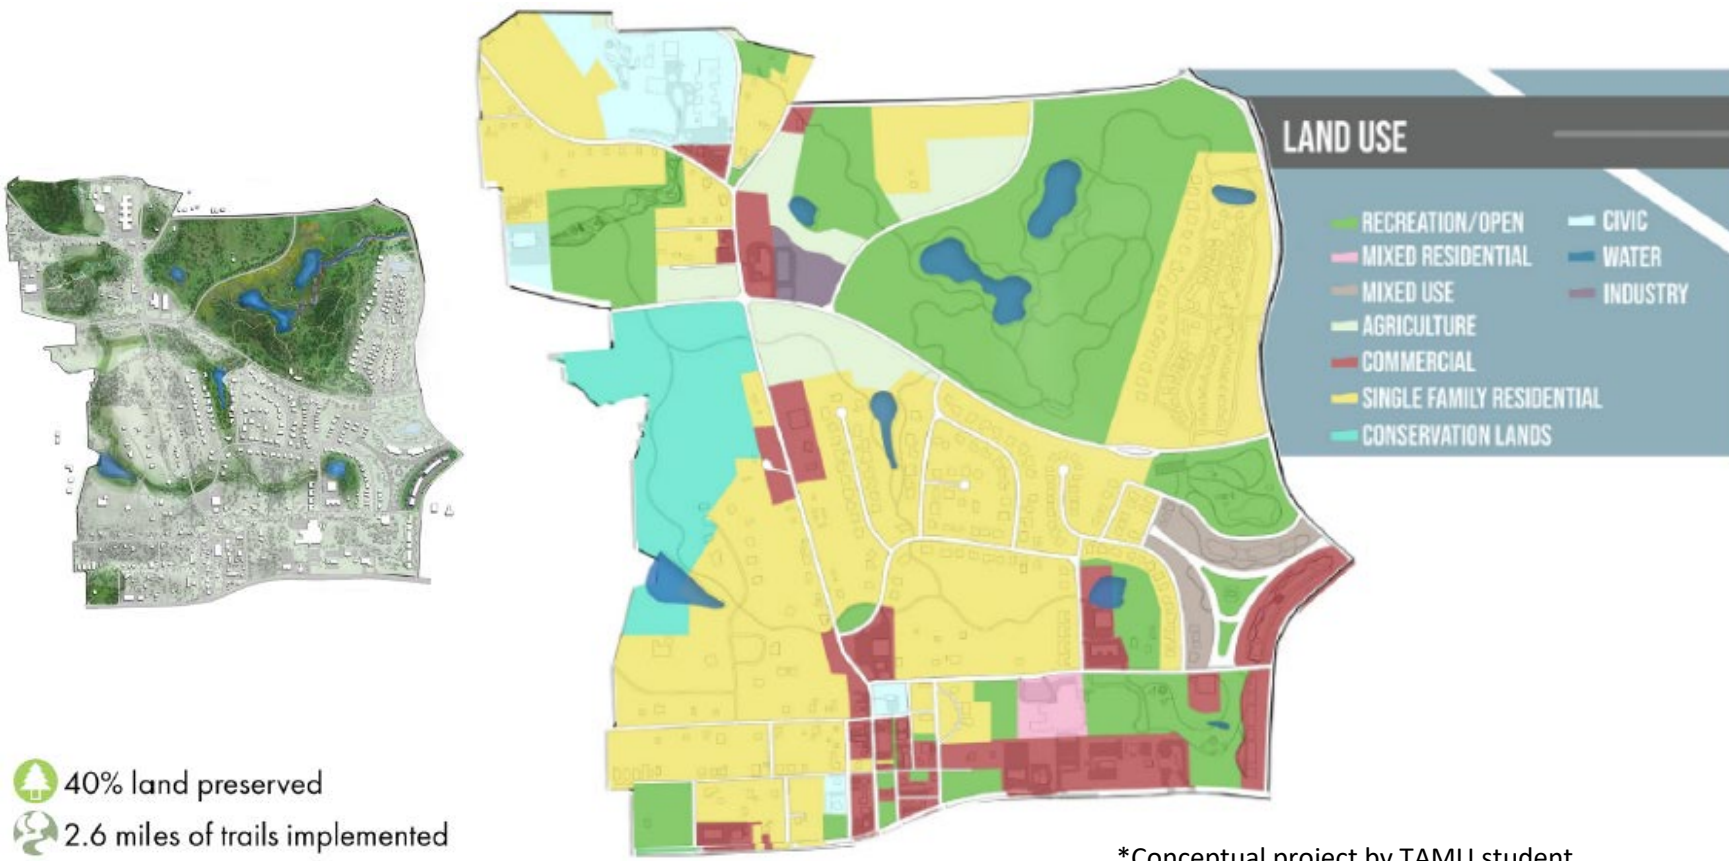 LAND USE
RECREATION/OPEN
MIXED RESIDENTIAL
MIXED USE
AGRICULTURE
COMMERCIAL
SINGLE FAMILY RESIDENTIAL
CONSERVATION LANDS
CIVIC
WATER
INDUSTRY
40% land preserved
2.6 miles of trails implemented
*Conceptual project by TAMU student